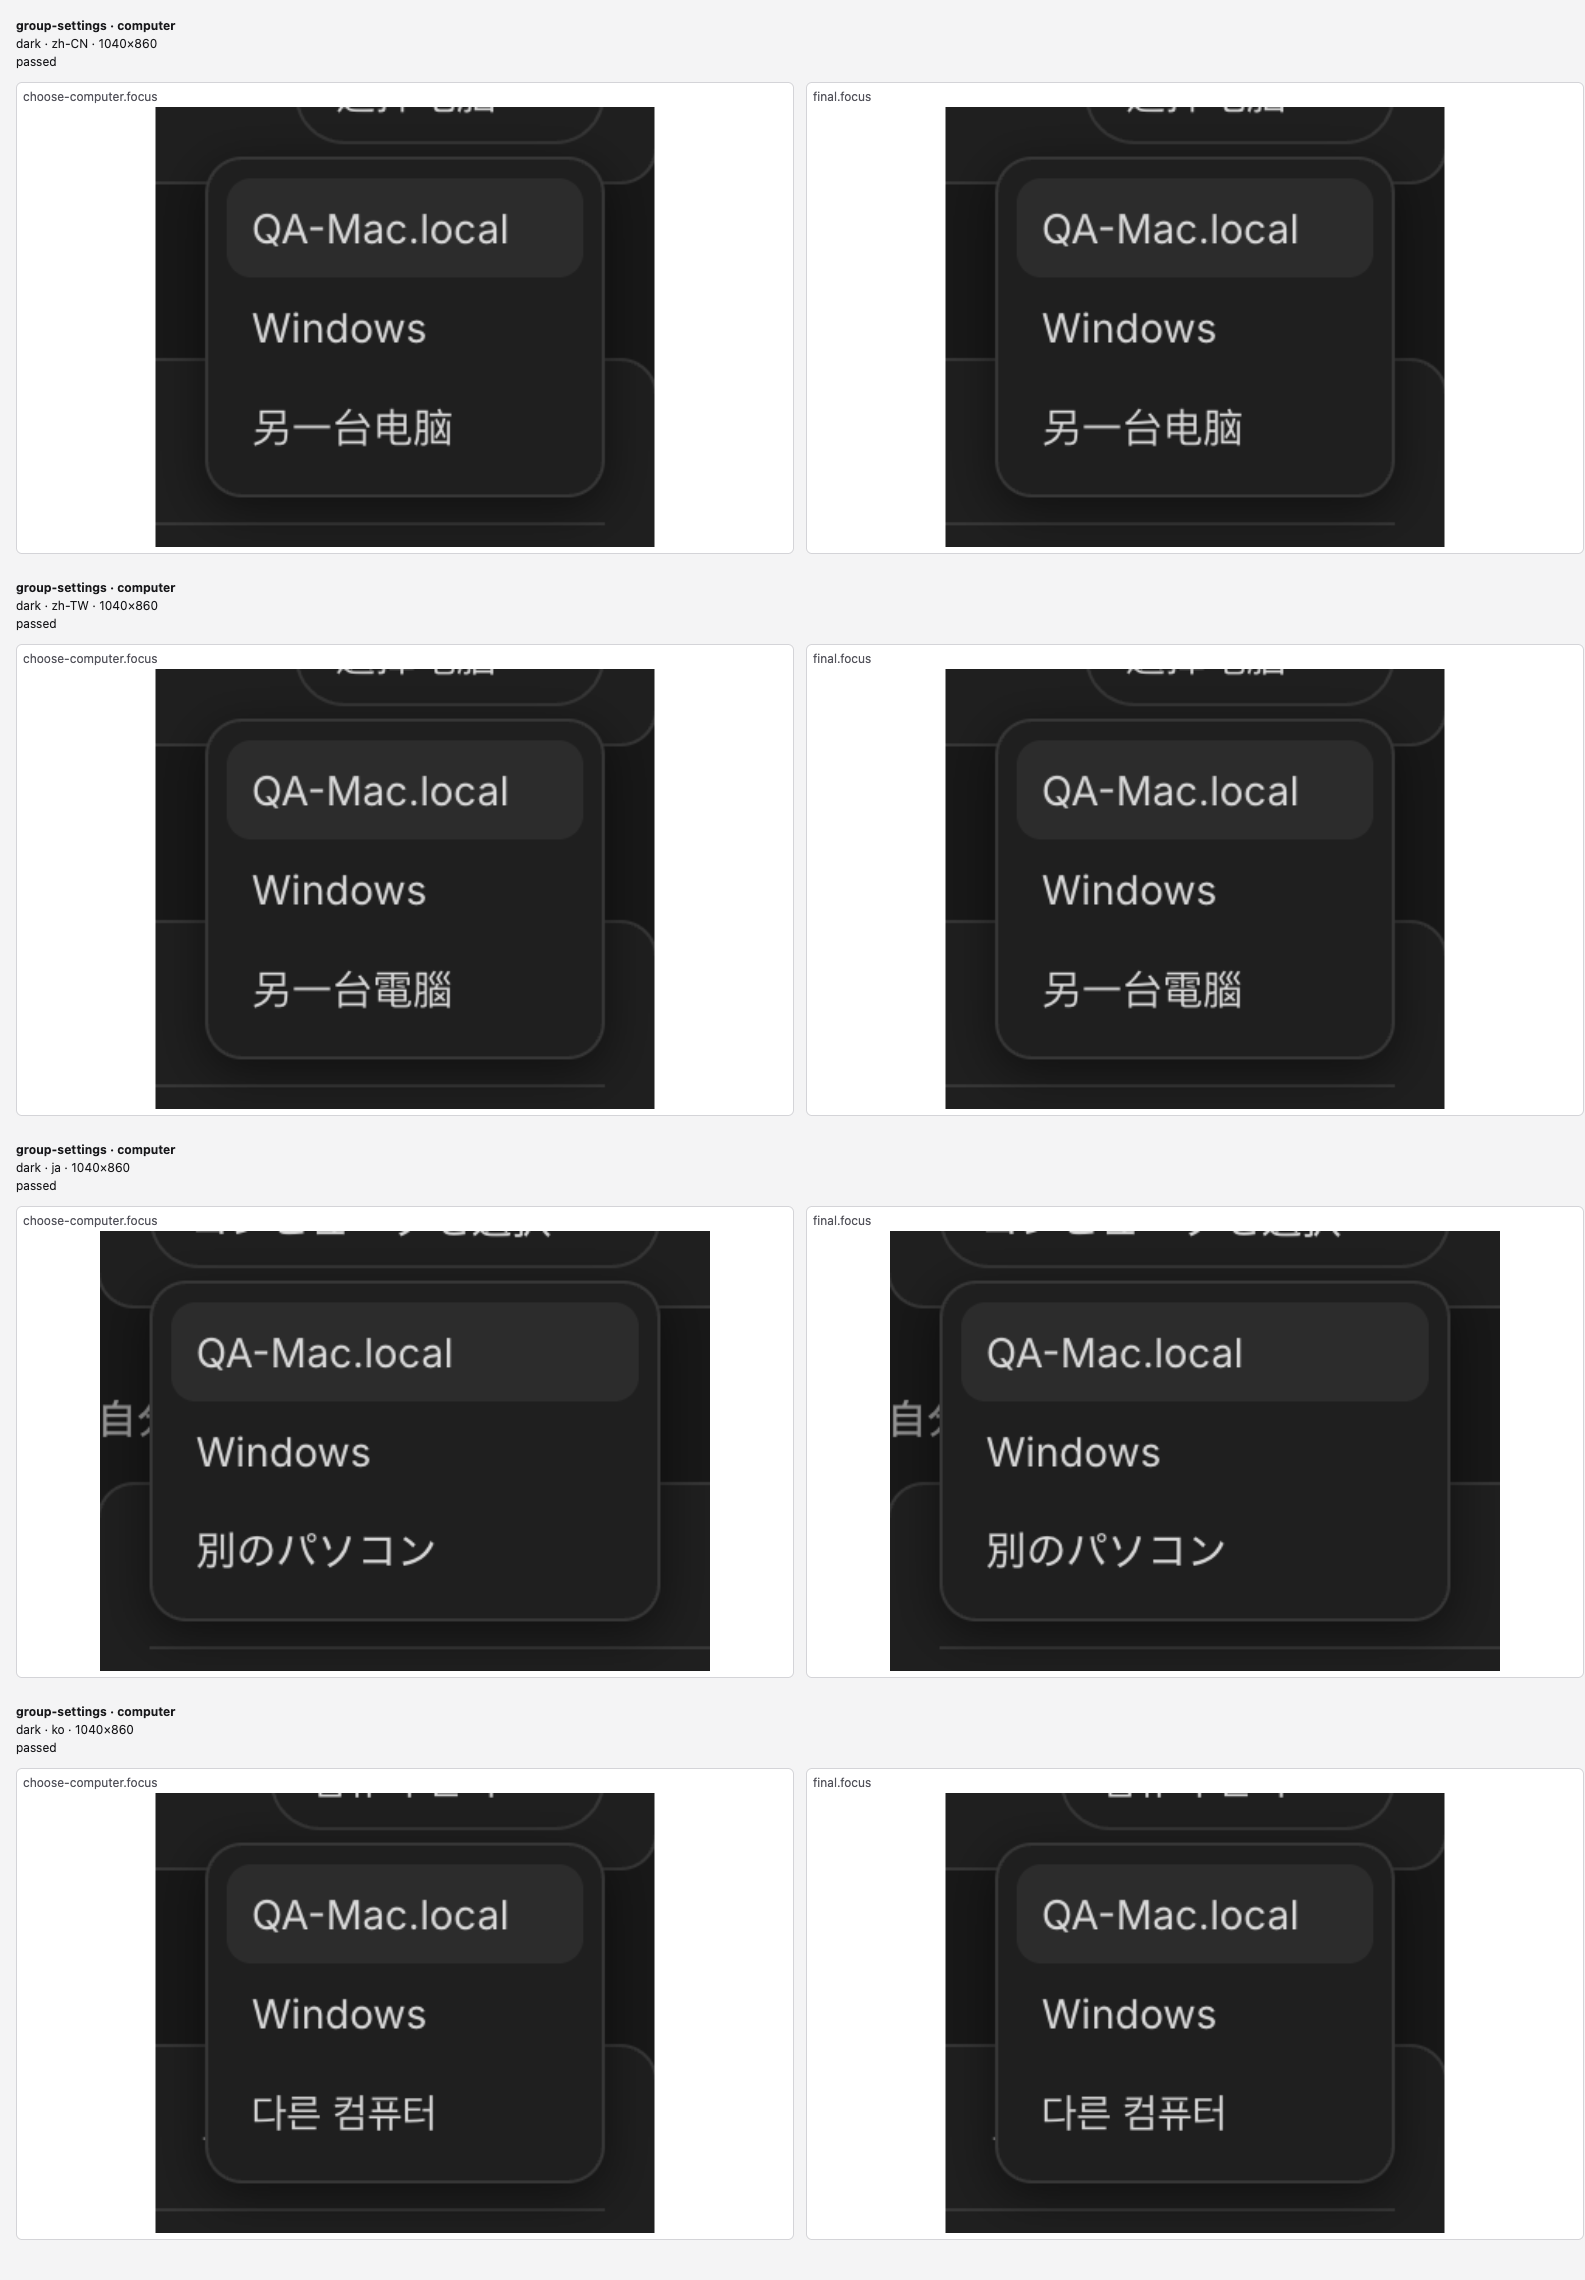 group-settings · computer
dark · zh-CN · 1040×860
passed
choose-computer.focus
QA-Mac.local
Windows
另一台电脑
final.focus
QA-Mac.local
Windows
另一台电脑
group-settings · computer
dark · zh-TW · 1040×860
passed
choose-computer.focus
QA-Mac.local
Windows
另一台電腦
final.focus
QA-Mac.local
Windows
另一台電腦
group-settings · computer
dark · ja · 1040×860
passed
choose-computer.focus
QA-Mac.local
Windows
別のパソコン
final.focus
QA-Mac.local
Windows
別のパソコン
group-settings · computer
dark · ko · 1040×860
passed
choose-computer.focus
QA-Mac.local
Windows
다른 컴퓨터
final.focus
QA-Mac.local
Windows
다른 컴퓨터